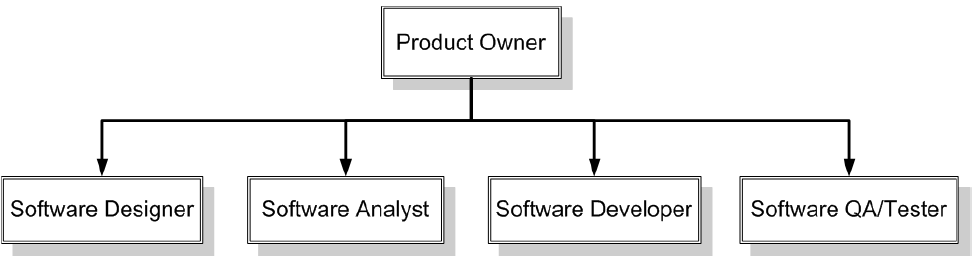 Product Owner
Software Designer
Software Analyst
Software Developer
Software QA/Tester